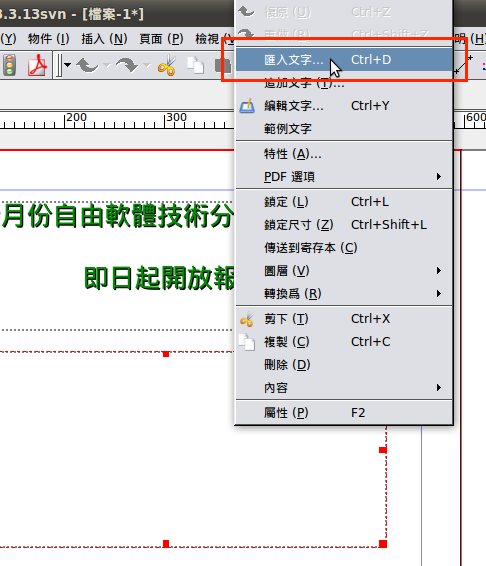 3.3.13svn - [檔案-1*]
(Y) 物件 (I) 插入 (N) 頁面 (P) 檢視
明 (H)
復原 (U) Ctrl+Z
重做 (R) Ctrl+Shift+Z
匯入文字... Ctrl+D
追加文字 (T)...
編輯文字... Ctrl+Y
範例文字
200 300 600
特性 (A)...
PDF 選項
鎖定 (L) Ctrl+L
鎖定尺寸 (Z) Ctrl+Shift+L
傳送到寄存本 (C)
圖層 (V)
轉換爲 (R)
剪下 (T) Ctrl+X
複製 (C) Ctrl+C
刪除 (D)
內容
屬性 (P) F2
月份自由軟體技術分
即日起開放報